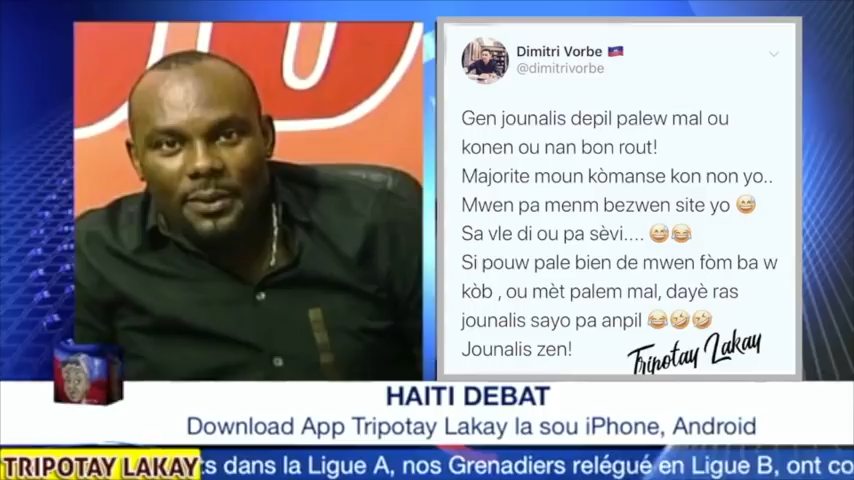 Dimitri Vorbe
@dimitrivorbe
Gen jounalis depil palew mal ou
konen ou nan bon rout!
Majorite moun kòmanse kon non yo..
Mwen pa menm bezwen site yo 😅
Sa vle di ou pa sèvi.... 😅😂
Si pouw pale bien de mwen fòm ba w
kòb , ou mèt palem mal, dayè ras
jounalis sayo pa anpil 😂🤣🤣
Jounalis zen!
Tripotay Lakay
HAITI DEBAT
Download App Tripotay Lakay la sou iPhone, Android
TRIPOTAY LAKAY
s dans la Ligue A, nos Grenadiers relégué en Ligue B, ont co